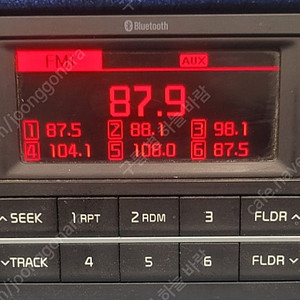 Bluetooth
FM AUX
87.9
1 87.5 2 88.1 3 98.1
4 104.1 5 108.0 6 87.5
∧SEEK 1 RPT 2 RDM 3 FLDR∧
∨TRACK 4 5 6 FLDR∨